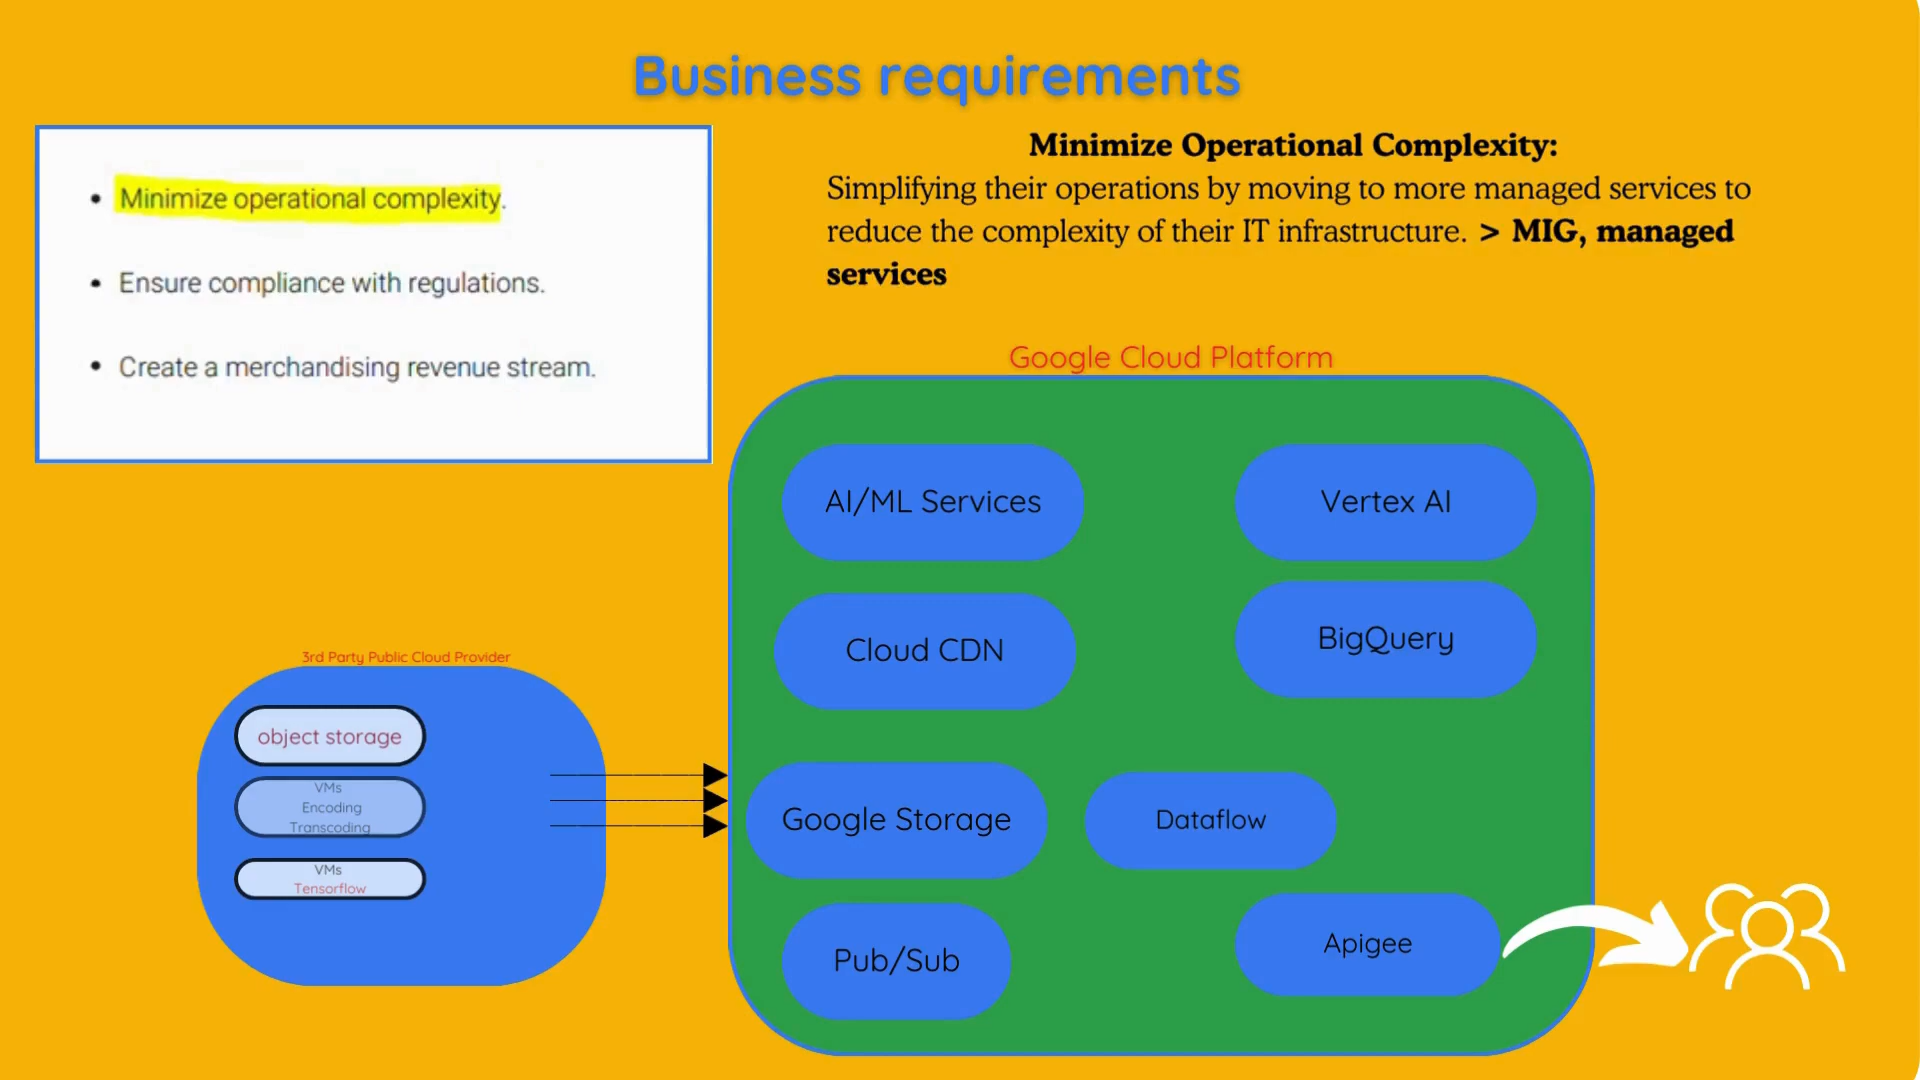 Business requirements
• Minimize operational complexity.
• Ensure compliance with regulations.
• Create a merchandising revenue stream.
Minimize Operational Complexity:
Simplifying their operations by moving to more managed services to
reduce the complexity of their IT infrastructure. > MIG, managed
services
Google Cloud Platform
AI/ML Services
Vertex AI
Cloud CDN
BigQuery
Google Storage
Dataflow
Pub/Sub
Apigee
3rd Party Public Cloud Provider
object storage
VMs
Encoding
Transcoding
VMs
Tensorflow